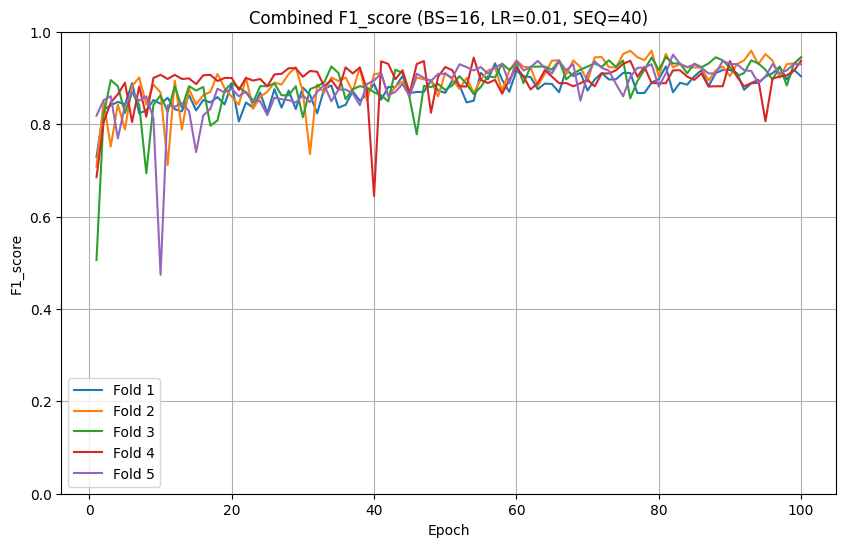 Combined F1_score (BS=16, LR=0.01, SEQ=40)
1.0
0.8
0.6
0.4
0.2
0.0
F1_score
Fold 1
Fold 2
Fold 3
Fold 4
Fold 5
0 20 40 60 80 100
Epoch